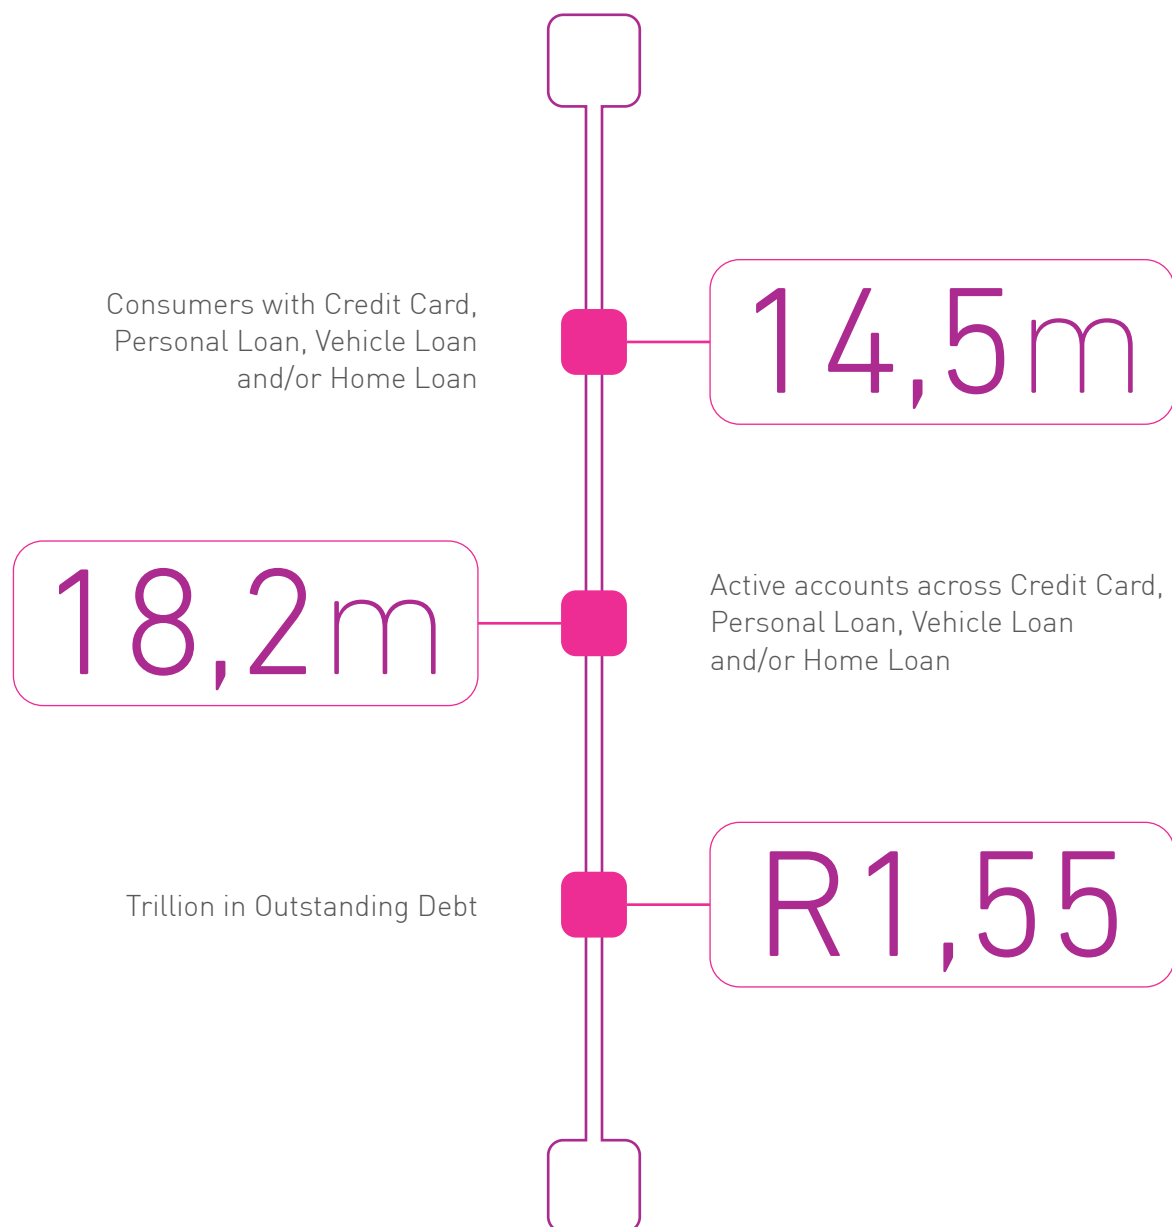 Consumers with Credit Card,
Personal Loan, Vehicle Loan
and/or Home Loan
14,5m
18,2m
Active accounts across Credit Card,
Personal Loan, Vehicle Loan
and/or Home Loan
Trillion in Outstanding Debt
R1,55